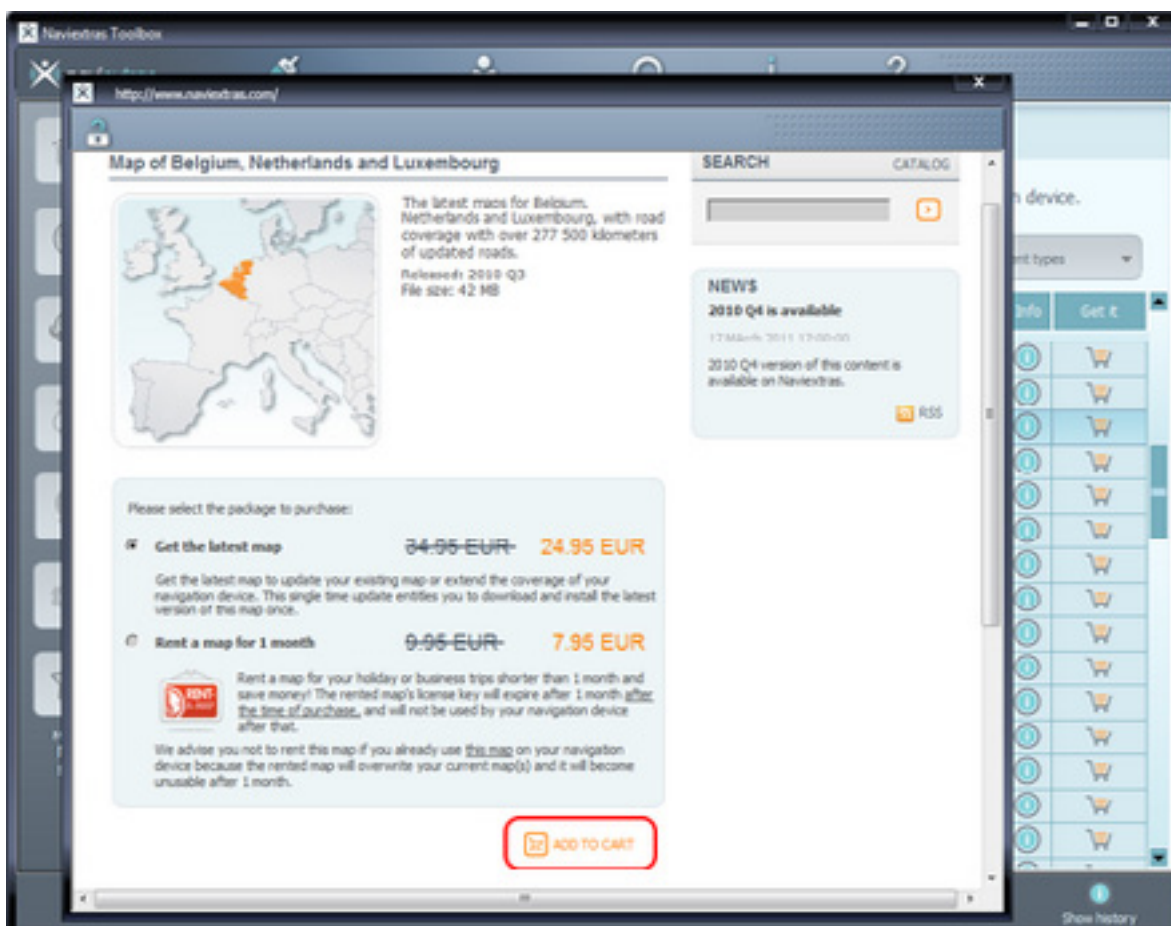 Naviextras Toolbox
http://www.naviextras.com/
Map of Belgium, Netherlands and Luxembourg
The latest maps for Belgium,
Netherlands and Luxembourg, with road
coverage with over 277 500 kilometers
of updated roads.
Released: 2010 Q3
File size: 42 MB
SEARCH CATALOG
NEWS
2010 Q4 is available
17 March 2011 17:00:00
2010 Q4 version of this content is
available on Naviextras.
RSS
Please select the package to purchase:
Get the latest map 34.95 EUR 24.95 EUR
Get the latest map to update your existing map or extend the coverage of your
navigation device. This single time update entitles you to download and install the latest
version of this map once.
Rent a map for 1 month 9.95 EUR 7.95 EUR
RENT
A MAP
Rent a map for your holiday or business trips shorter than 1 month and
save money! The rented map's license key will expire after 1 month after
the time of purchase, and will not be used by your navigation device
after that.
We advise you not to rent this map if you already use this map on your navigation
device because the rented map will overwrite your current map(s) and it will become
unusable after 1 month.
ADD TO CART
device.
types
Info Get it
Show history